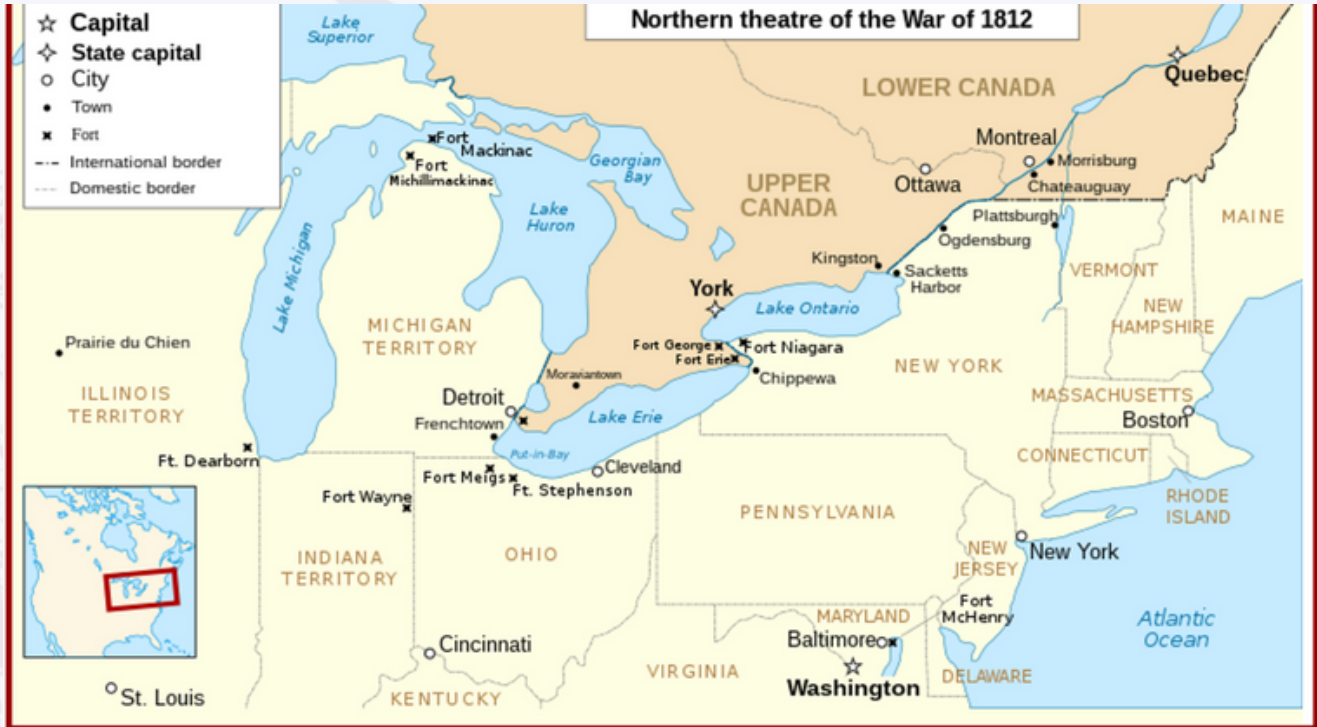 Northern theatre of the War of 1812
Capital
State capital
City
Town
Fort
International border
Domestic border
Lake
Superior
Quebec
LOWER CANADA
Montreal
Morrisburg
Ottawa
Chateauguay
Fort
Mackinac
Fort
Michillimackinac
Georgian
Bay
UPPER
CANADA
Lake
Huron
Lake Michigan
Plattsburgh
Ogdensburg
MAINE
Kingston
Sacketts
Harbor
VERMONT
NEW
HAMPSHIRE
York
Lake Ontario
MICHIGAN
TERRITORY
Prairie du Chien
Fort George
Fort Erie
Fort Niagara
Chippewa
NEW YORK
Moraviantown
ILLINOIS
TERRITORY
Detroit
Frenchtown
Lake Erie
MASSACHUSETTS
Boston
Put-in-Bay
CONNECTICUT
Ft. Dearborn
Cleveland
Fort Meigs
Ft. Stephenson
Fort Wayne
RHODE
ISLAND
PENNSYLVANIA
INDIANA
TERRITORY
OHIO
NEW
JERSEY
New York
Fort
McHenry
MARYLAND
Baltimore
Atlantic
Ocean
Cincinnati
VIRGINIA
Washington
DELAWARE
St. Louis
KENTUCKY